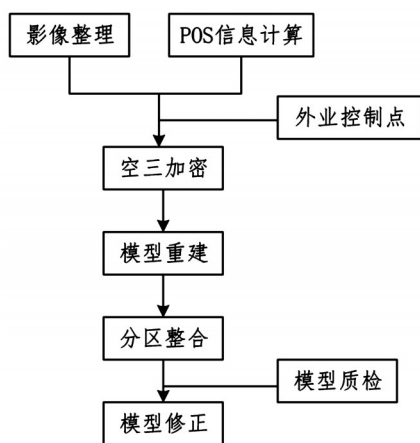 影像整理
POS信息计算
外业控制点
空三加密
模型重建
分区整合
模型质检
模型修正